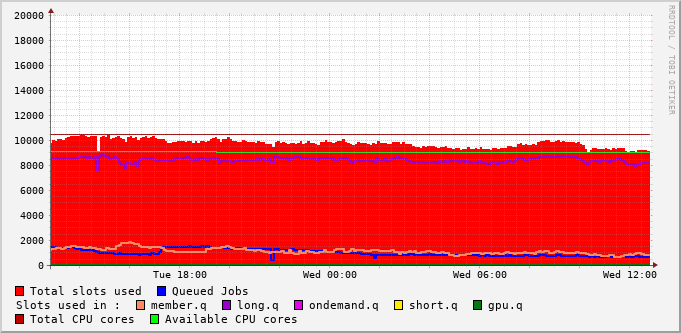 20000
18000
16000
14000
12000
10000
8000
6000
4000
2000
0
Tue 18:00 Wed 00:00 Wed 06:00 Wed 12:00
Total slots used Queued Jobs
Slots used in : member.q long.q ondemand.q short.q gpu.q
Total CPU cores Available CPU cores
RRDTOOL / TOBI OETIKER